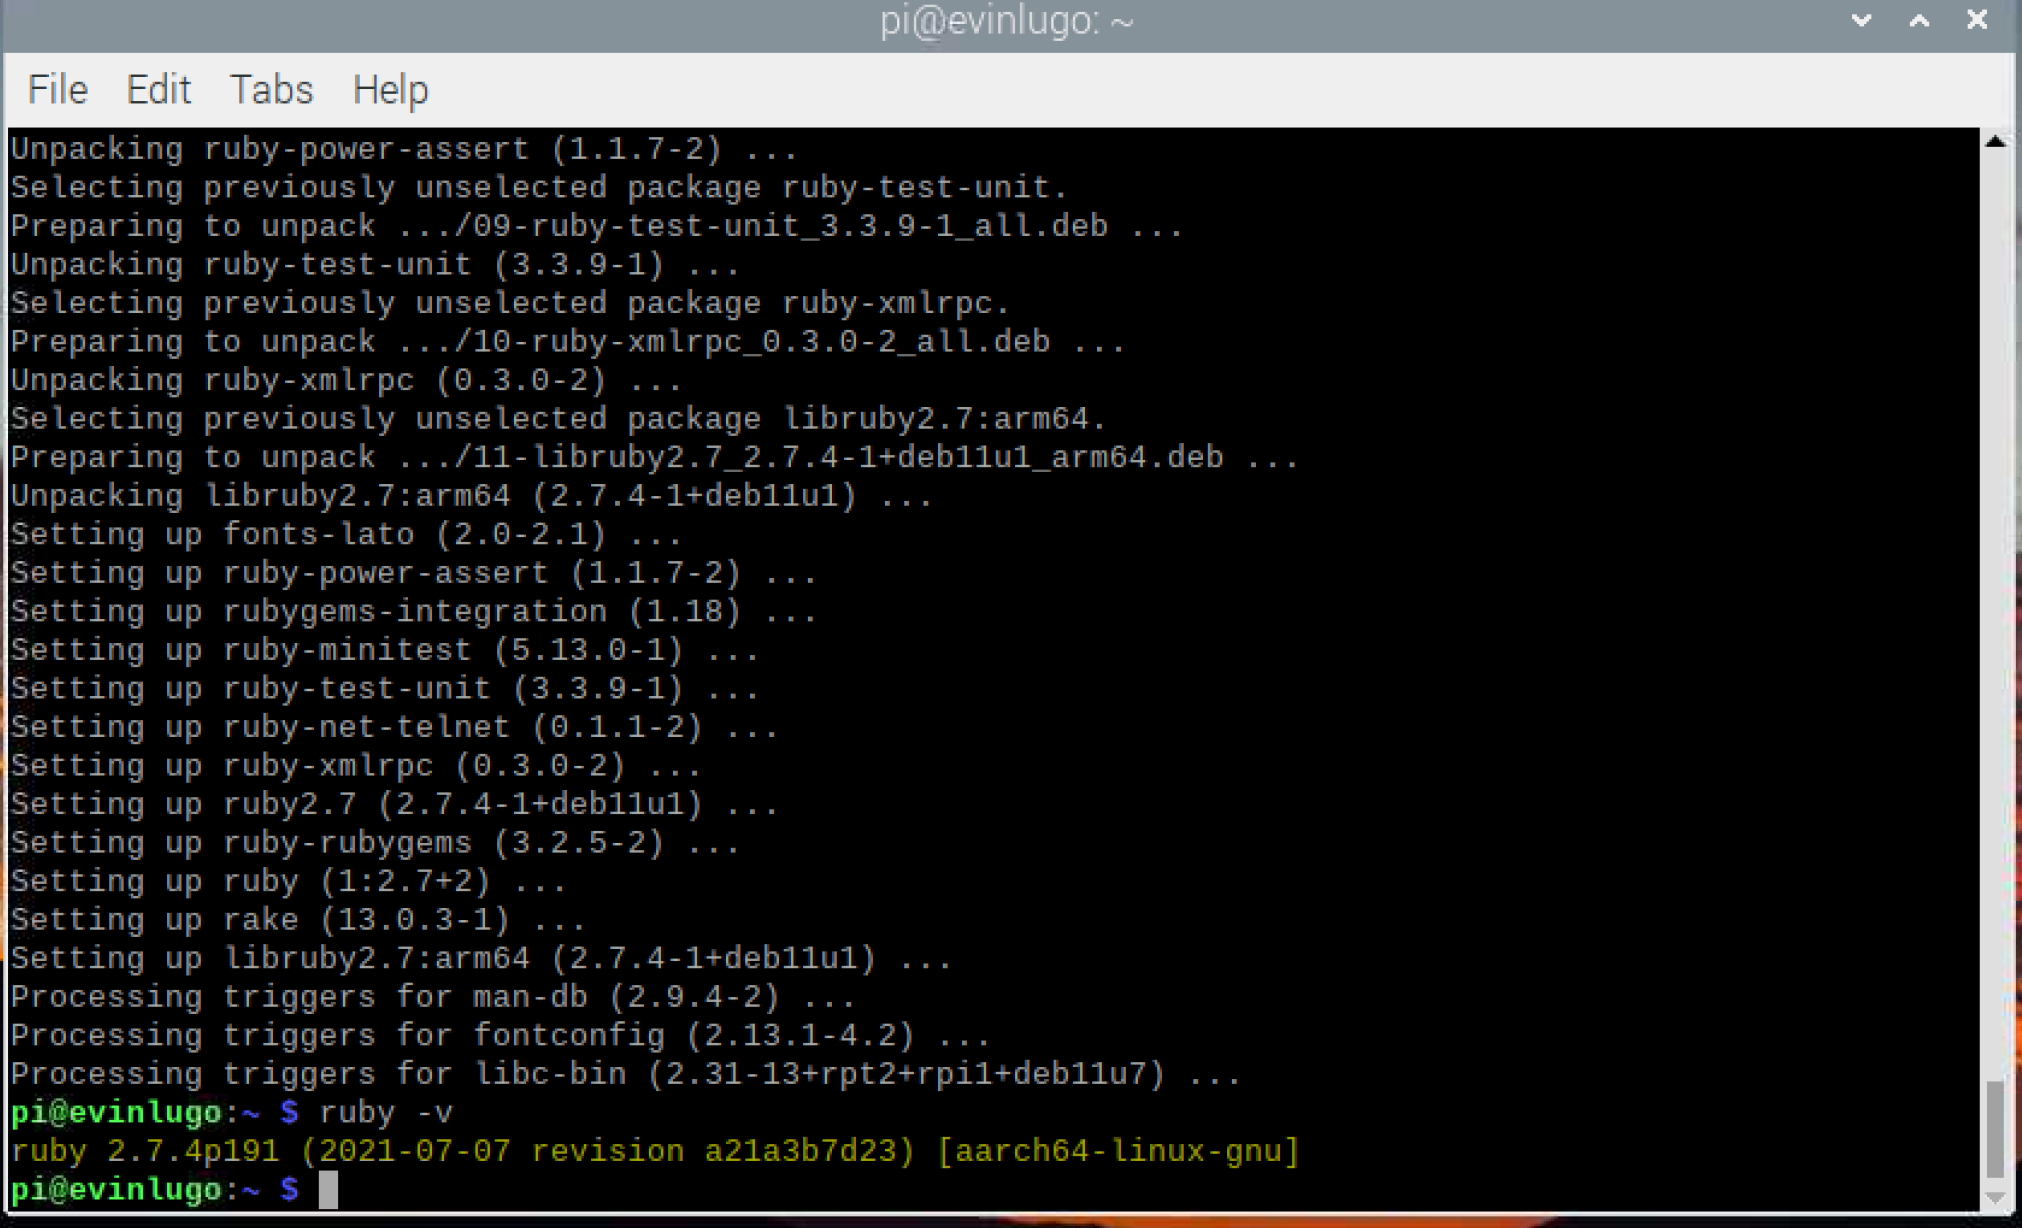 pi@evinlugo: ~
File Edit Tabs Help
Unpacking ruby-power-assert (1.1.7-2) ...
Selecting previously unselected package ruby-test-unit.
Preparing to unpack .../09-ruby-test-unit_3.3.9-1_all.deb ...
Unpacking ruby-test-unit (3.3.9-1) ...
Selecting previously unselected package ruby-xmlrpc.
Preparing to unpack .../10-ruby-xmlrpc_0.3.0-2_all.deb ...
Unpacking ruby-xmlrpc (0.3.0-2) ...
Selecting previously unselected package libruby2.7:arm64.
Preparing to unpack .../11-libruby2.7_2.7.4-1+deb11u1_arm64.deb ...
Unpacking libruby2.7:arm64 (2.7.4-1+deb11u1) ...
Setting up fonts-lato (2.0-2.1) ...
Setting up ruby-power-assert (1.1.7-2) ...
Setting up rubygems-integration (1.18) ...
Setting up ruby-minitest (5.13.0-1) ...
Setting up ruby-test-unit (3.3.9-1) ...
Setting up ruby-net-telnet (0.1.1-2) ...
Setting up ruby-xmlrpc (0.3.0-2) ...
Setting up ruby2.7 (2.7.4-1+deb11u1) ...
Setting up ruby-rubygems (3.2.5-2) ...
Setting up ruby (1:2.7+2) ...
Setting up rake (13.0.3-1) ...
Setting up libruby2.7:arm64 (2.7.4-1+deb11u1) ...
Processing triggers for man-db (2.9.4-2) ...
Processing triggers for fontconfig (2.13.1-4.2) ...
Processing triggers for libc-bin (2.31-13+rpt2+rpi1+deb11u7) ...
pi@evinlugo:~ $ ruby -v
ruby 2.7.4p191 (2021-07-07 revision a21a3b7d23) [aarch64-linux-gnu]
pi@evinlugo:~ $